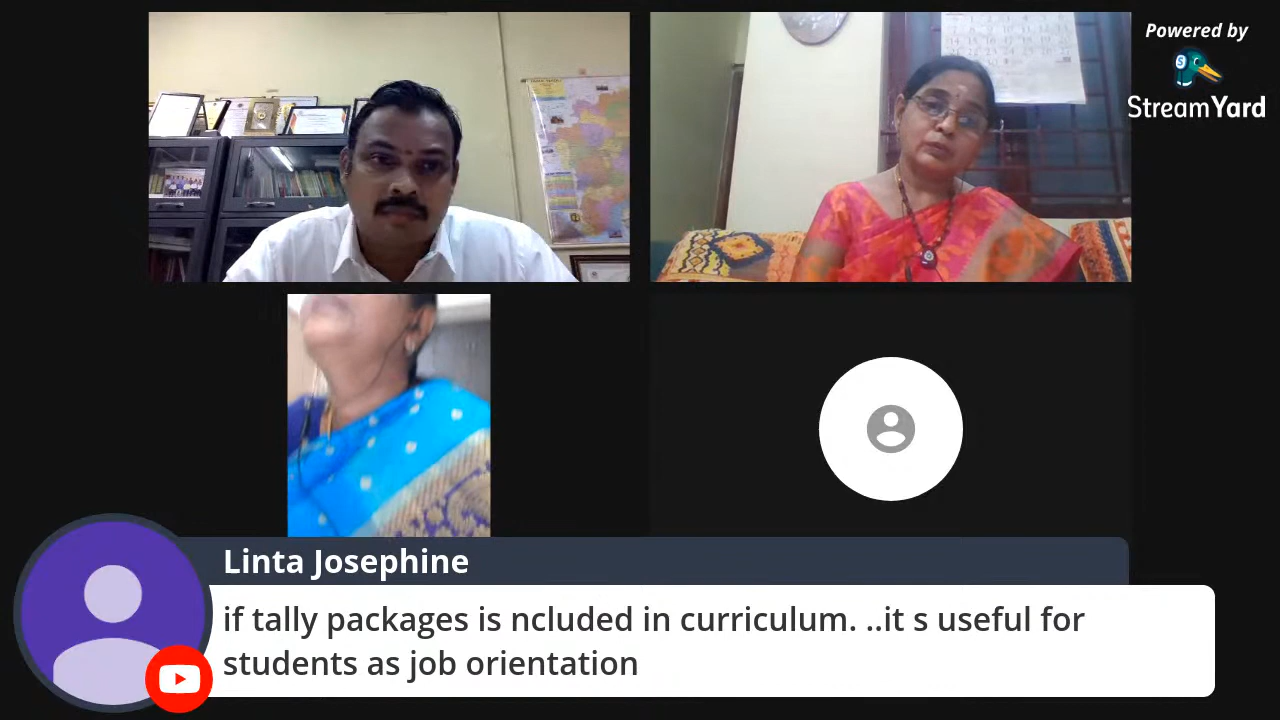 Powered by
StreamYard
Linta Josephine
if tally packages is ncluded in curriculum. ..it s useful for
students as job orientation